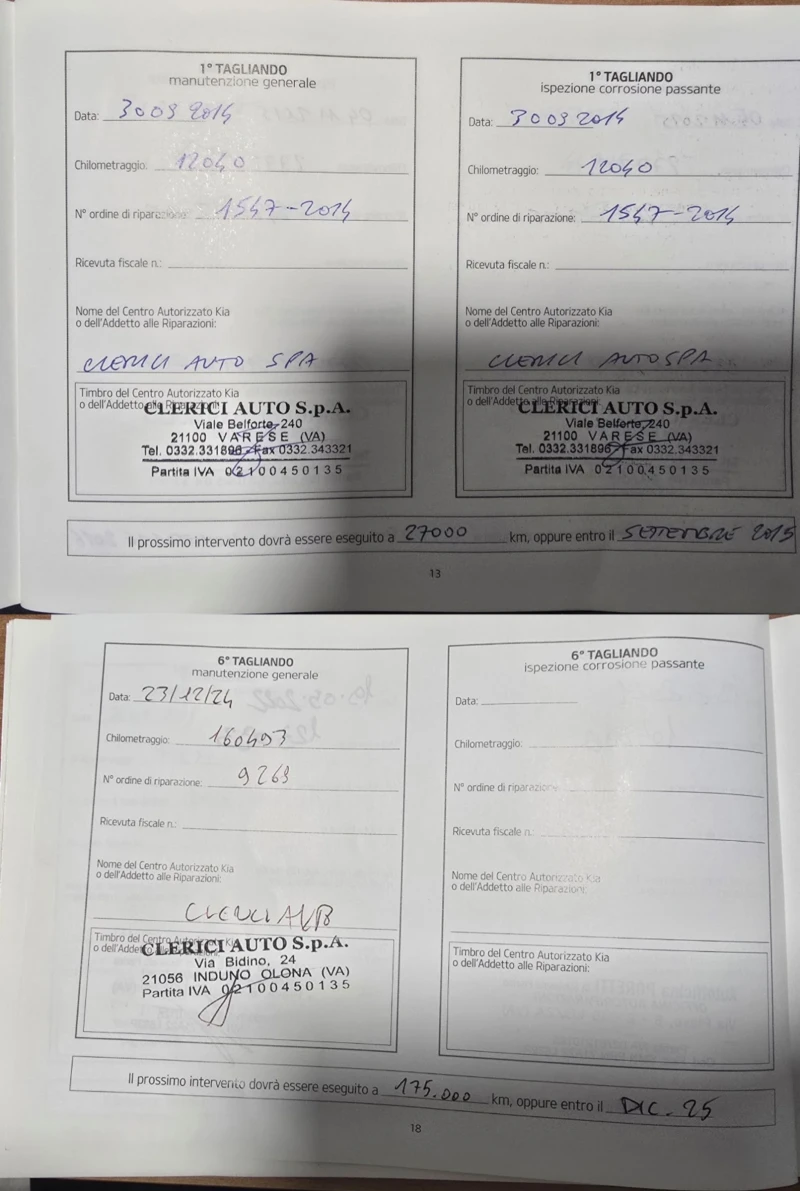 1° TAGLIANDO
manutenzione generale
Data: 30 09 2014
Chilometraggio: 12040
N° ordine di riparazione: 1547-2014
Ricevuta fiscale n.:
Nome del Centro Autorizzato Kia
o dell'Addetto alle Riparazioni:
CLERICI AUTO SPA
Timbro del Centro Autorizzato Kia
o dell'Addetto alle Riparazioni:
CLERICI AUTO S.p.A.
Viale Belforte, 240
21100 VARESE (VA)
Tel. 0332.331896 - Fax 0332.343321
Partita IVA 02100450135
1° TAGLIANDO
ispezione corrosione passante
Data: 30 09 2014
Chilometraggio: 12040
N° ordine di riparazione: 1547-2014
Ricevuta fiscale n.:
Nome del Centro Autorizzato Kia
o dell'Addetto alle Riparazioni:
CLERICI AUTO SPA
Timbro del Centro Autorizzato Kia
o dell'Addetto alle Riparazioni:
CLERICI AUTO S.p.A.
Viale Belforte, 240
21100 VARESE (VA)
Tel. 0332.331896 - Fax 0332.343321
Partita IVA 02100450135
Il prossimo intervento dovrà essere eseguito a 27000 km, oppure entro il SETTEMBRE 2015
13
6° TAGLIANDO
manutenzione generale
Data: 23/12/24
Chilometraggio: 160493
N° ordine di riparazione: 9269
Ricevuta fiscale n.:
Nome del Centro Autorizzato Kia
o dell'Addetto alle Riparazioni:
CLERICI
Timbro del Centro Autorizzato Kia
o dell'Addetto
CLERICI AUTO S.p.A.
Via Bidino, 24
21056 INDUNO OLONA (VA)
Partita IVA 02100450135
6° TAGLIANDO
ispezione corrosione passante
Data:
Chilometraggio:
N° ordine di riparazione:
Ricevuta fiscale n.
Nome del Centro Autorizzato Kia
o dell'Addetto alle Riparazioni:
Timbro del Centro Autorizzato Kia
o dell'Addetto alle Riparazioni:
Il prossimo intervento dovrà essere eseguito a 175.000 km, oppure entro il DIC. 25
18